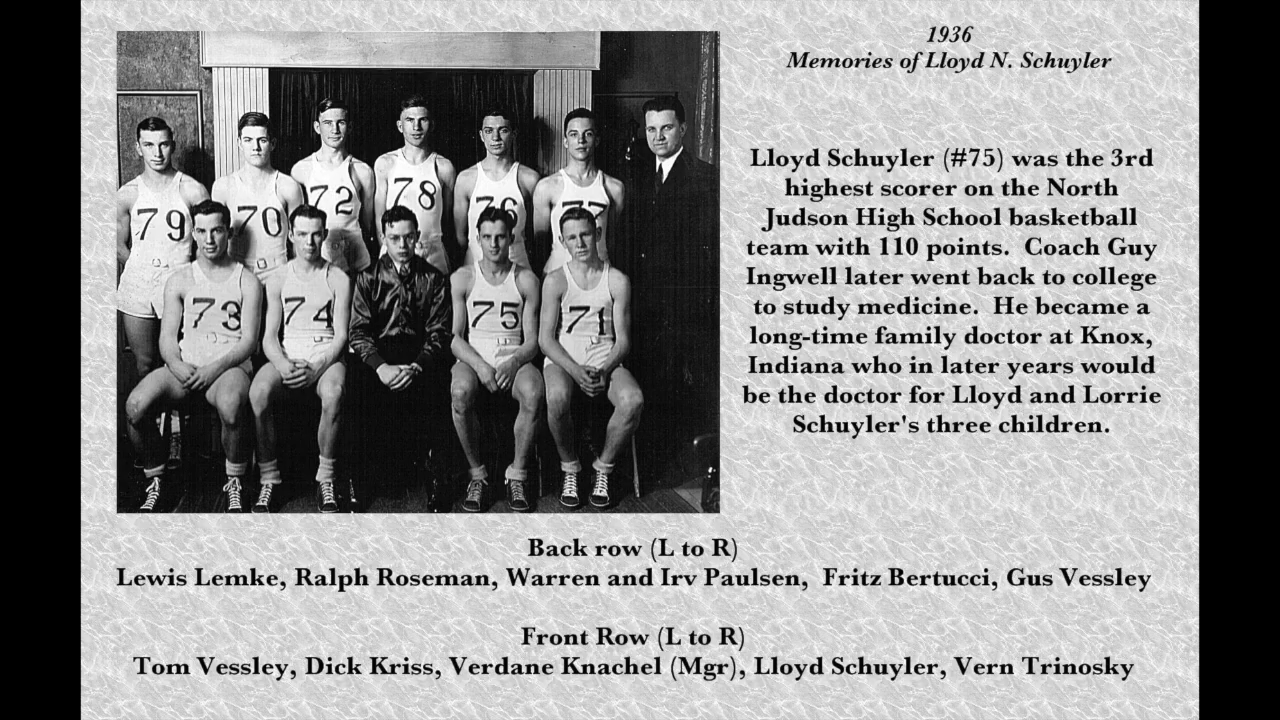 1936
Memories of Lloyd N. Schuyler
Lloyd Schuyler (#75) was the 3rd
highest scorer on the North
Judson High School basketball
team with 110 points. Coach Guy
Ingwell later went back to college
to study medicine. He became a
long-time family doctor at Knox,
Indiana who in later years would
be the doctor for Lloyd and Lorrie
Schuyler's three children.
79
70
72
78
76
77
73
74
75
71
Back row (L to R)
Lewis Lemke, Ralph Roseman, Warren and Irv Paulsen, Fritz Bertucci, Gus Vessley
Front Row (L to R)
Tom Vessley, Dick Kriss, Verdane Knachel (Mgr), Lloyd Schuyler, Vern Trinosky